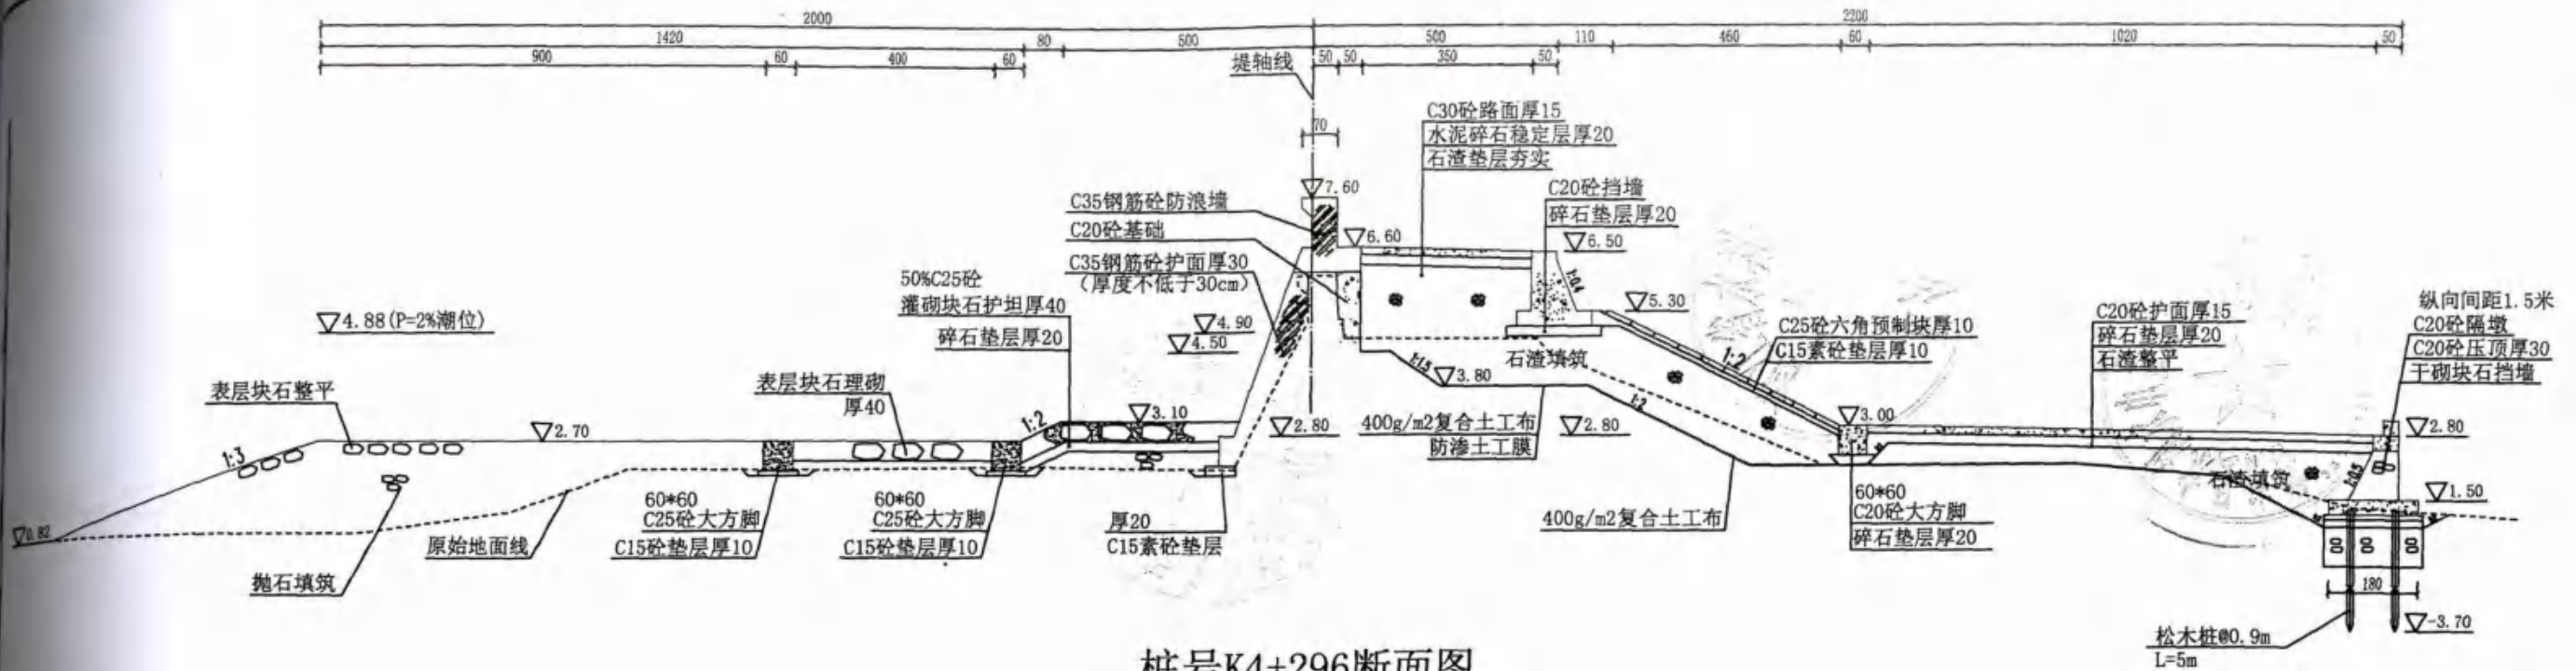 2000
2200
1420
80
500
500
110
460
60
1020
50
900
60
400
60
50
50
350
50
堤轴线
70
C30砼路面厚15
水泥碎石稳定层厚20
石渣垫层夯实
▽7.60
C35钢筋砼防浪墙
C20砼基础
C35钢筋砼护面厚30
(厚度不低于30cm)
▽6.60
C20砼挡墙
碎石垫层厚20
▽6.50
1:0.4
50%C25砼
灌砌块石护坦厚40
碎石垫层厚20
▽4.88(P=2%潮位)
▽4.90
▽4.50
▽5.30
C25砼六角预制块厚10
C15素砼垫层厚10
1:2
C20砼护面厚15
碎石垫层厚20
石渣整平
纵向间距1.5米
C20砼隔墩
C20砼压顶厚30
干砌块石挡墙
石渣填筑
1:1.5
▽3.80
1:2
表层块石整平
表层块石理砌
厚40
1:3
▽2.70
1:2
▽3.10
▽2.80
400g/m2复合土工布
防渗土工膜
▽2.80
▽3.00
▽2.80
石渣填筑
1:0.5
▽1.50
▽0.82
原始地面线
抛石填筑
60*60
C25砼大方脚
C15砼垫层厚10
60*60
C25砼大方脚
C15砼垫层厚10
厚20
C15素砼垫层
400g/m2复合土工布
60*60
C20砼大方脚
碎石垫层厚20
180
▽-3.70
松木桩@0.9m
L=5m
桩号K4+296断面图